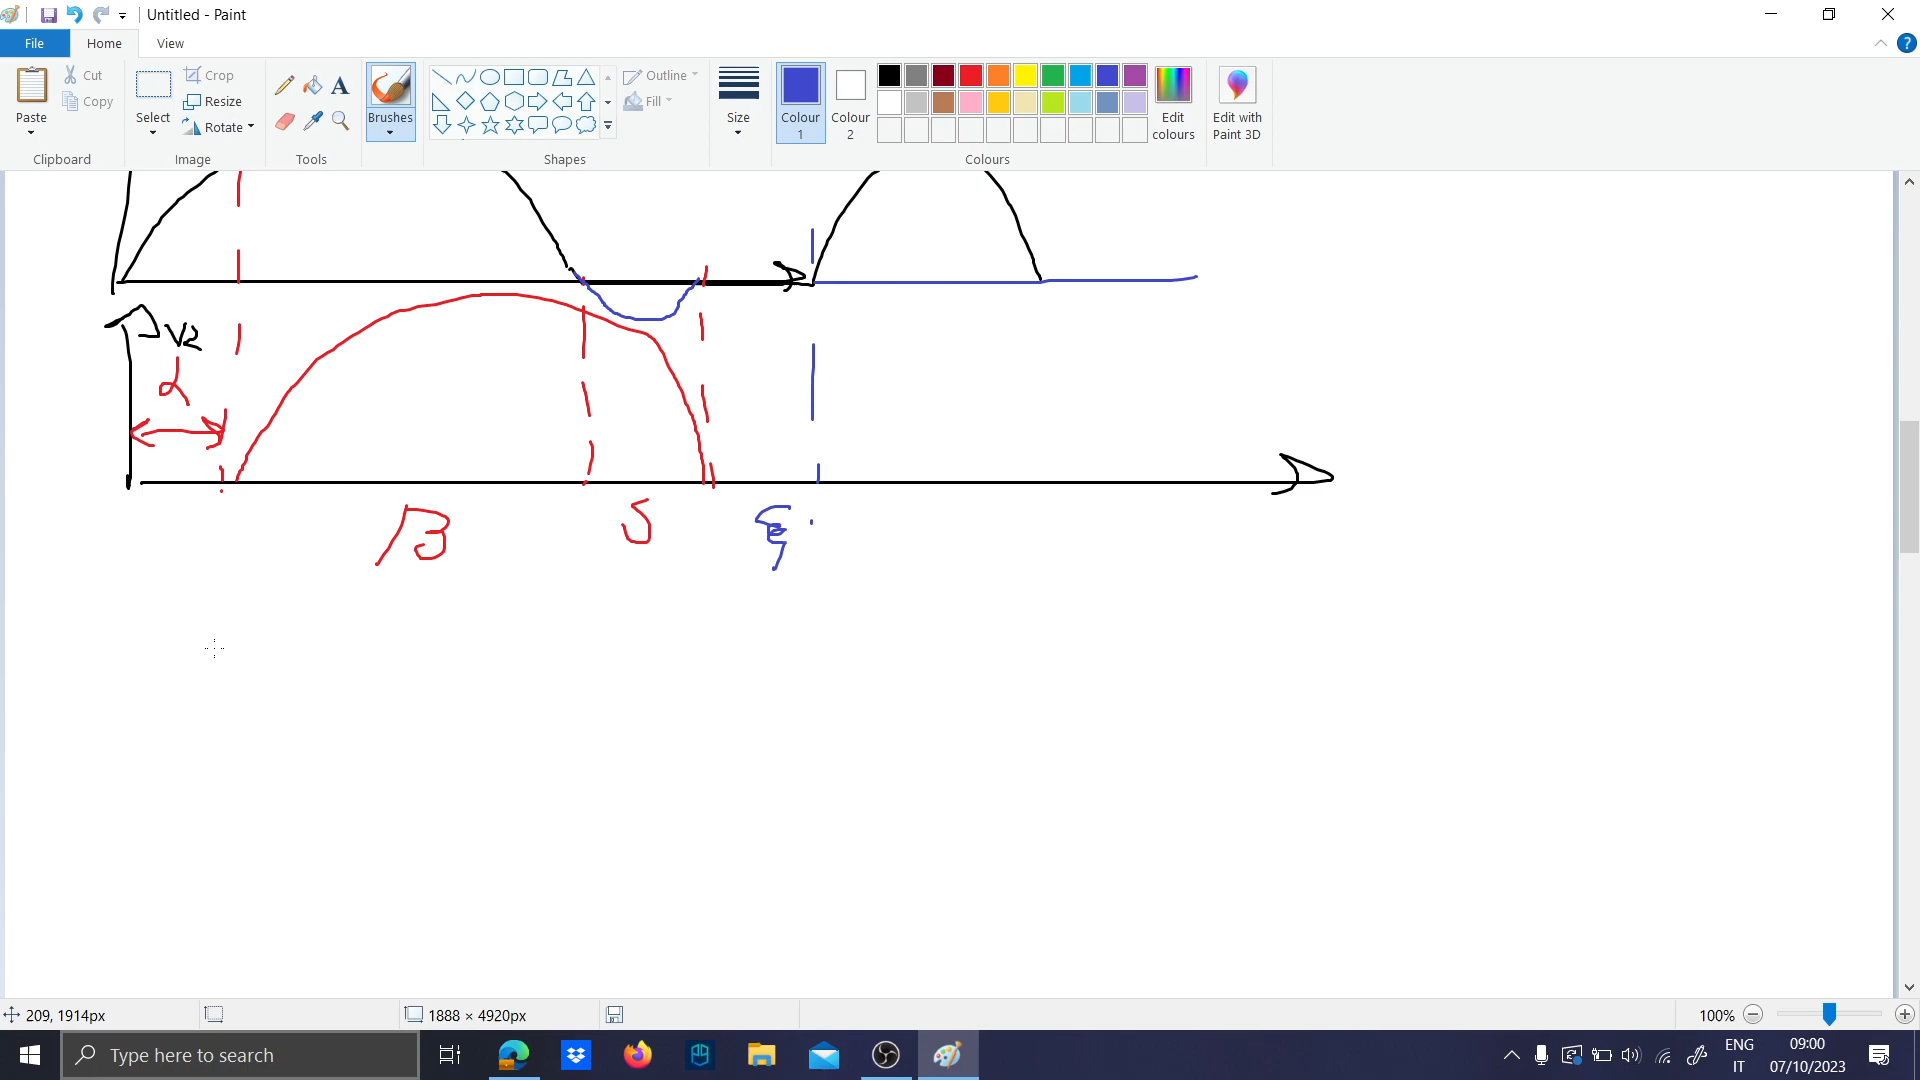 Untitled - Paint
File Home View
Paste
Cut
Copy
Clipboard
Select
Crop
Resize
Rotate
Image
Tools
Brushes
Shapes
Outline
Fill
Size
Colour 1
Colour 2
Colours
Edit colours
Edit with Paint 3D
V2
α
β
δ
ξ
209, 1914px
1888 × 4920px
100%
Type here to search
ENG
IT
09:00
07/10/2023